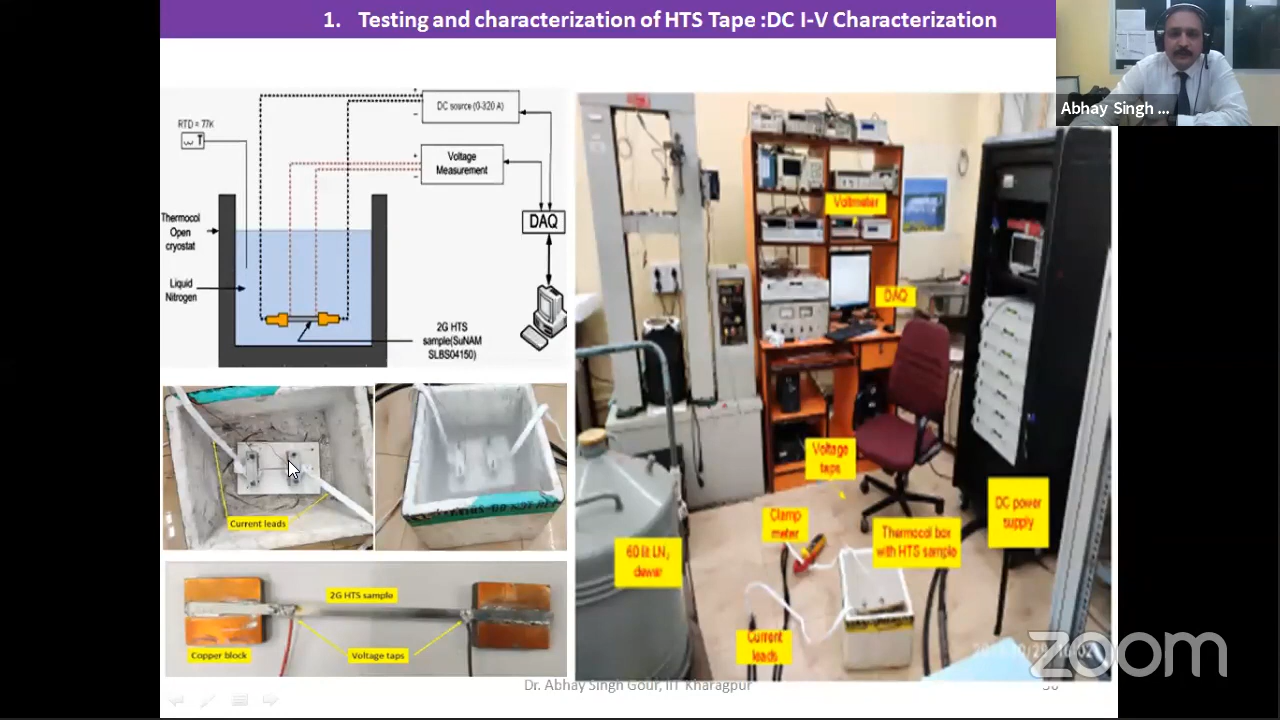 1. Testing and characterization of HTS Tape :DC I-V Characterization
Abhay Singh ...
DC source (0-320 A)
RTD = 77K
T
Voltage
Measurement
Thermocol
Open
cryostat
DAQ
Liquid
Nitrogen
2G HTS
sample(SuNAM
SLBS04150)
Current leads
2G HTS sample
Copper block
Voltage taps
Voltmeter
DAQ
Voltage
taps
Clamp
meter
Thermocol box
with HTS sample
DC power
supply
60 lit LN₂
dewar
Current
leads
zoom
Dr. Abhay Singh Gour, IIT Kharagpur